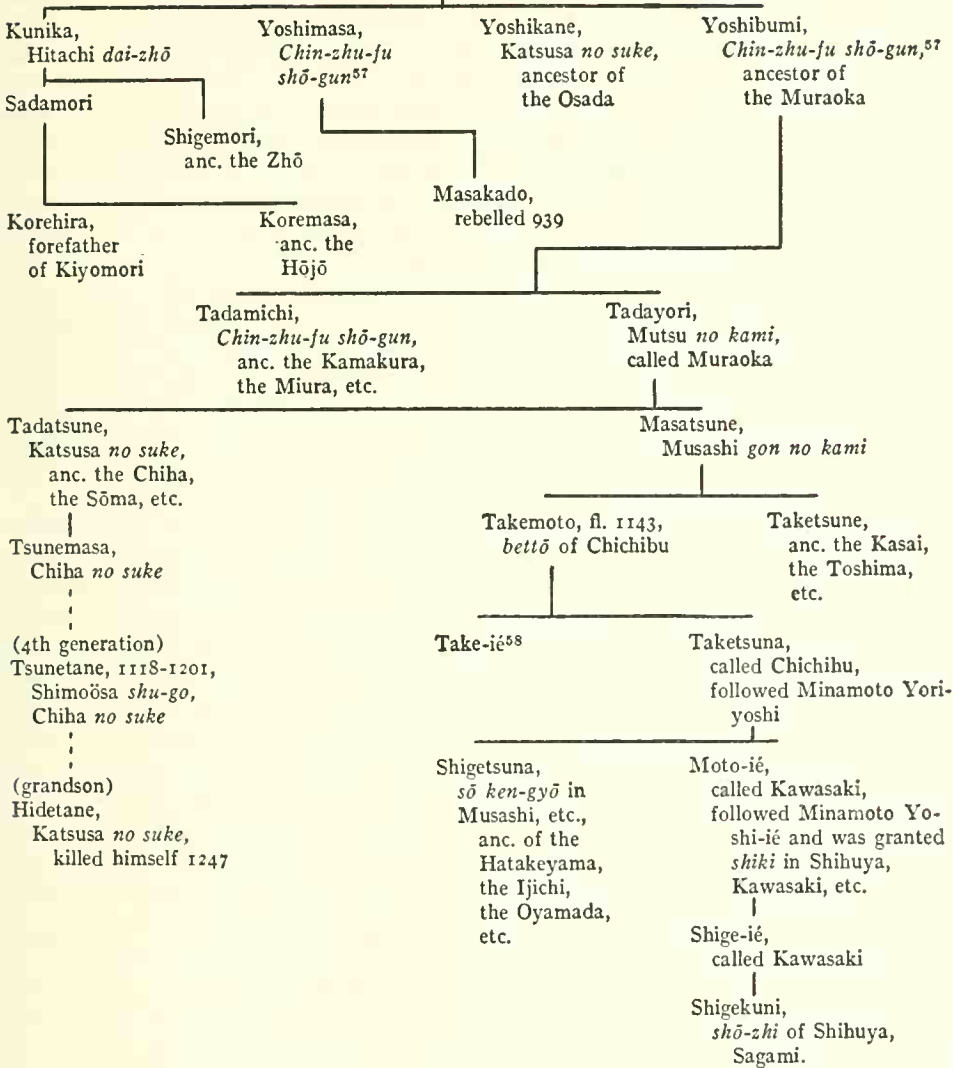 Kunika,
Hitachi dai-zhō
Yoshimasa,
Chin-zhu-fu
shō-gun⁵⁷
Yoshikane,
Katsusa no suke,
ancestor of
the Osada
Yoshibumi,
Chin-zhu-fu shō-gun,⁵⁷
ancestor of
the Muraoka
Sadamori
Shigemori,
anc. the Zhō
Masakado,
rebelled 939
Korehira,
forefather
of Kiyomori
Koremasa,
anc. the
Hōjō
Tadamichi,
Chin-zhu-fu shō-gun,
anc. the Kamakura,
the Miura, etc.
Tadayori,
Mutsu no kami,
called Muraoka
Tadatsune,
Katsusa no suke,
anc. the Chiha,
the Sōma, etc.
Masatsune,
Musashi gon no kami
Tsunemasa,
Chiha no suke
Takemoto, fl. 1143,
bettō of Chichibu
Taketsune,
anc. the Kasai,
the Toshima,
etc.
(4th generation)
Tsunetane, 1118-1201,
Shimoösa shu-go,
Chiha no suke
Take-ié⁵⁸
Taketsuna,
called Chichihu,
followed Minamoto Yori-
yoshi
(grandson)
Hidetane,
Katsusa no suke,
killed himself 1247
Shigetsuna,
sō ken-gyō in
Musashi, etc.,
anc. of the
Hatakeyama,
the Ijichi,
the Oyamada,
etc.
Moto-ié,
called Kawasaki,
followed Minamoto Yo-
shi-ié and was granted
shiki in Shihuya,
Kawasaki, etc.
Shige-ié,
called Kawasaki
Shigekuni,
shō-zhi of Shihuya,
Sagami.